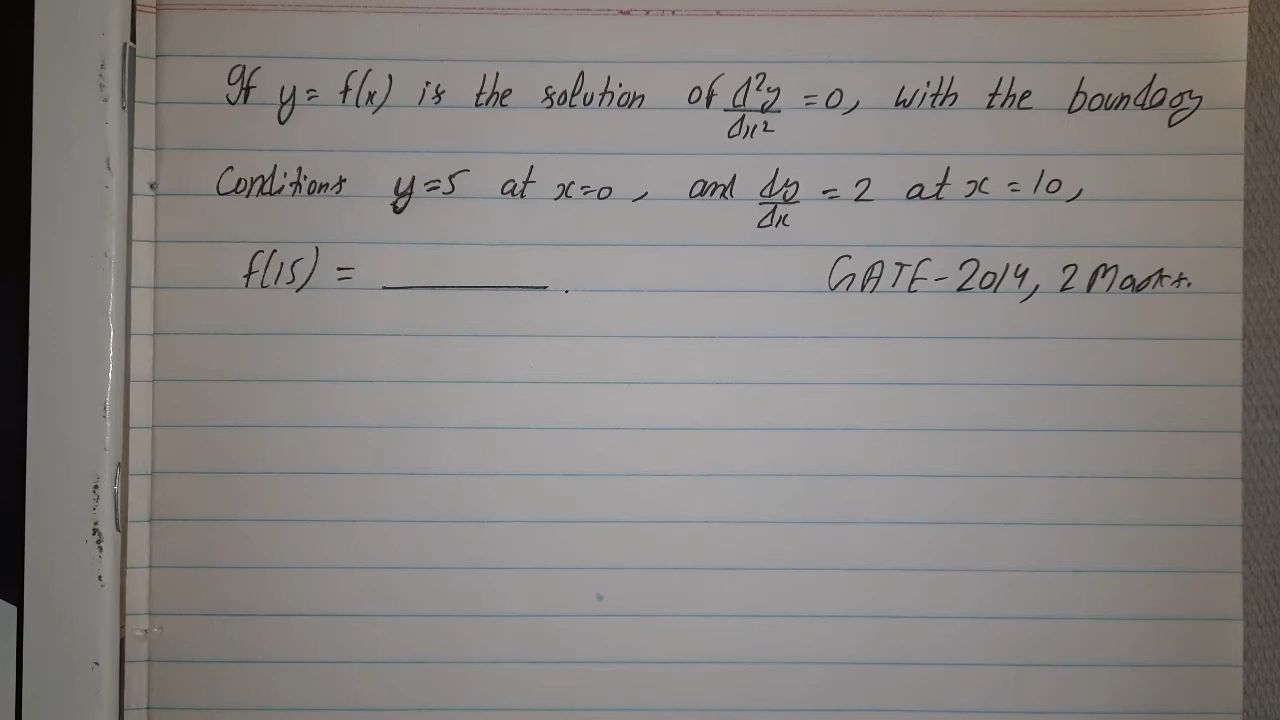 If y = f(x) is the solution of d²y/dx² = 0, with the boundary
Conditions y=5 at x=0, and dy/dx = 2 at x = 10,
f(15) = ________. GATE-2014, 2 Marks.